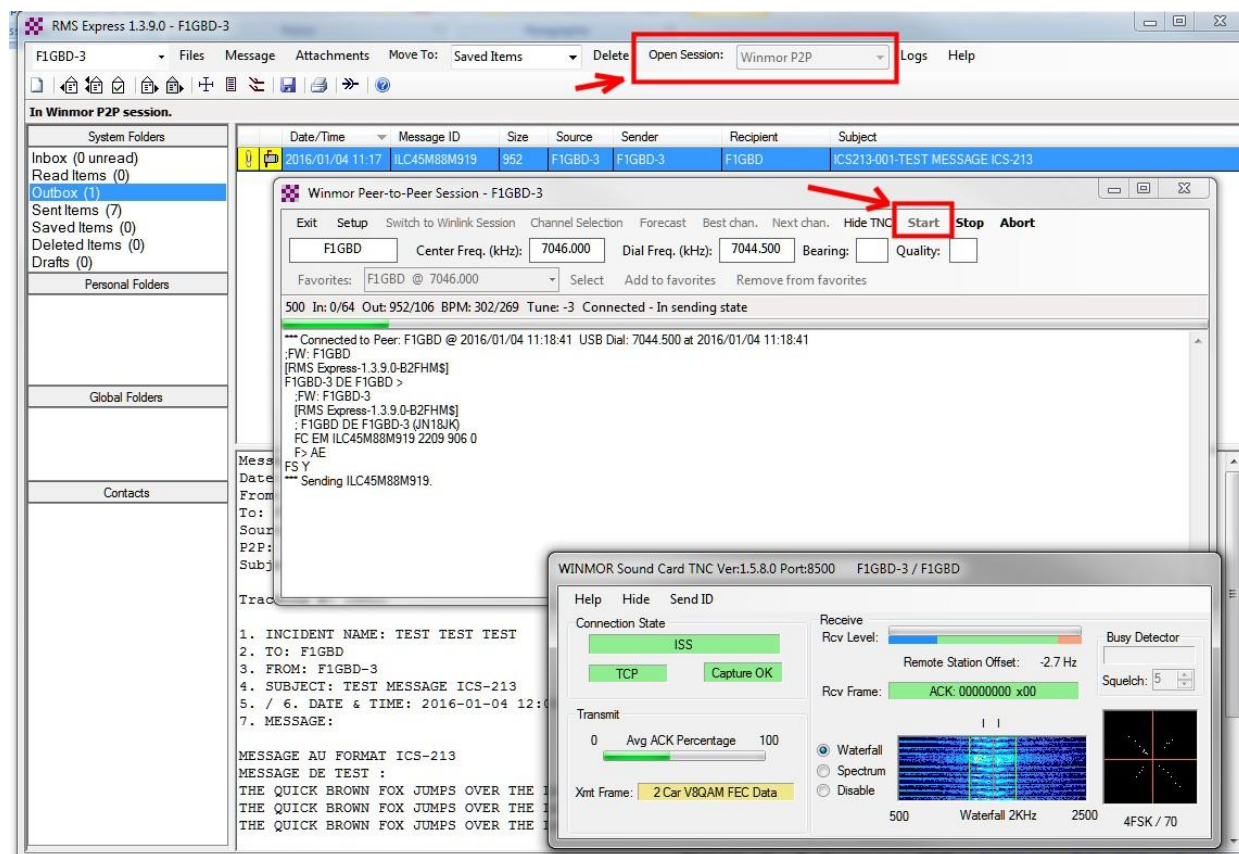 RMS Express 1.3.9.0 - F1GBD-3
F1GBD-3 Files Message Attachments Move To: Saved Items Delete Open Session: Winmor P2P Logs Help
In Winmor P2P session.
System Folders
Inbox (0 unread)
Read Items (0)
Outbox (1)
Sent Items (7)
Saved Items (0)
Deleted Items (0)
Drafts (0)
Personal Folders
Global Folders
Contacts
Date/Time Message ID Size Source Sender Recipient Subject
2016/01/04 11:17 ILC45M88M919 952 F1GBD-3 F1GBD-3 F1GBD ICS213-001-TEST MESSAGE ICS-213
Winmor Peer-to-Peer Session - F1GBD-3
Exit Setup Switch to Winlink Session Channel Selection Forecast Best chan. Next chan. Hide TNC Start Stop Abort
F1GBD Center Freq. (kHz): 7046.000 Dial Freq. (kHz): 7044.500 Bearing: Quality:
Favorites: F1GBD @ 7046.000 Select Add to favorites Remove from favorites
500 In: 0/64 Out: 952/106 BPM: 302/269 Tune: -3 Connected - In sending state
*** Connected to Peer: F1GBD @ 2016/01/04 11:18:41 USB Dial: 7044.500 at 2016/01/04 11:18:41
;FW: F1GBD
[RMS Express-1.3.9.0-B2FHM$]
F1GBD-3 DE F1GBD >
;FW: F1GBD-3
[RMS Express-1.3.9.0-B2FHM$]
; F1GBD DE F1GBD-3 (JN18JK)
FC EM ILC45M88M919 2209 906 0
F> AE
FS Y
*** Sending ILC45M88M919.
Mess
Date
From
To:
Sour
P2P:
Subj
1. INCIDENT NAME: TEST TEST TEST
2. TO: F1GBD
3. FROM: F1GBD-3
4. SUBJECT: TEST MESSAGE ICS-213
5. / 6. DATE & TIME: 2016-01-04 12:
7. MESSAGE:
MESSAGE AU FORMAT ICS-213
MESSAGE DE TEST :
THE QUICK BROWN FOX JUMPS OVER THE
THE QUICK BROWN FOX JUMPS OVER THE
THE QUICK BROWN FOX JUMPS OVER THE
WINMOR Sound Card TNC Ver:1.5.8.0 Port:8500 F1GBD-3 / F1GBD
Help Hide Send ID
Connection State
ISS
TCP Capture OK
Transmit
0 Avg ACK Percentage 100
Xmt Frame: 2 Car V8QAM FEC Data
Receive
Rcv Level:
Remote Station Offset: -2.7 Hz
Rcv Frame: ACK: 00000000 x00
Waterfall
Spectrum
Disable
500 Waterfall 2KHz 2500
Busy Detector
Squelch: 5
4FSK / 70